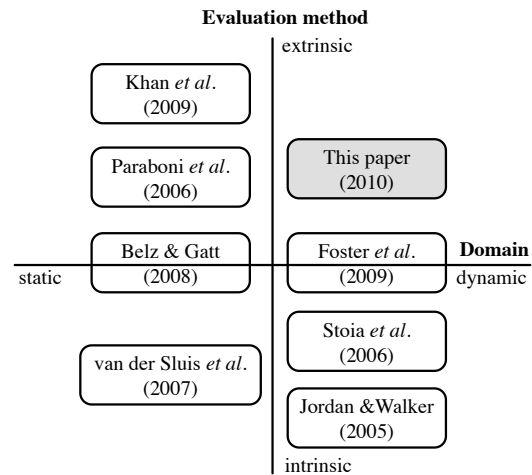 Evaluation method
extrinsic
Khan et al.
(2009)
This paper
(2010)
Paraboni et al.
(2006)
Belz & Gatt
(2008)
Foster et al.
(2009)
Domain
static
dynamic
Stoia et al.
(2006)
van der Sluis et al.
(2007)
Jordan &Walker
(2005)
intrinsic